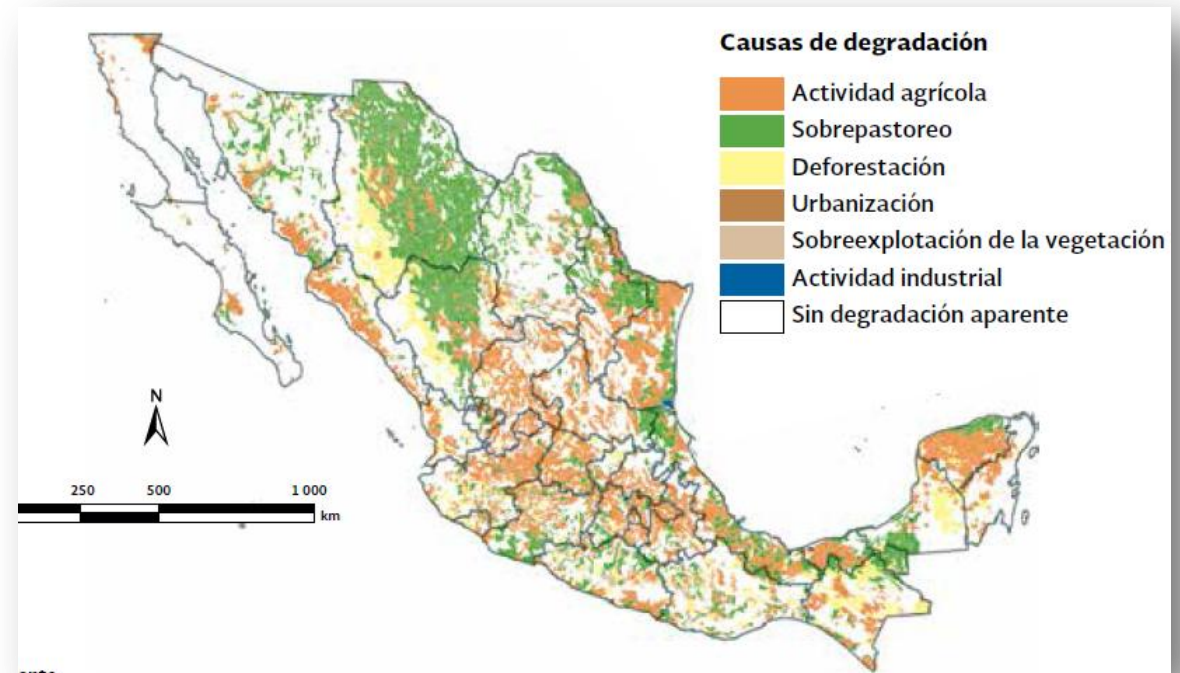 Causas de degradación
Actividad agrícola
Sobrepastoreo
Deforestación
Urbanización
Sobreexplotación de la vegetación
Actividad industrial
Sin degradación aparente
N
250 500 1 000
km